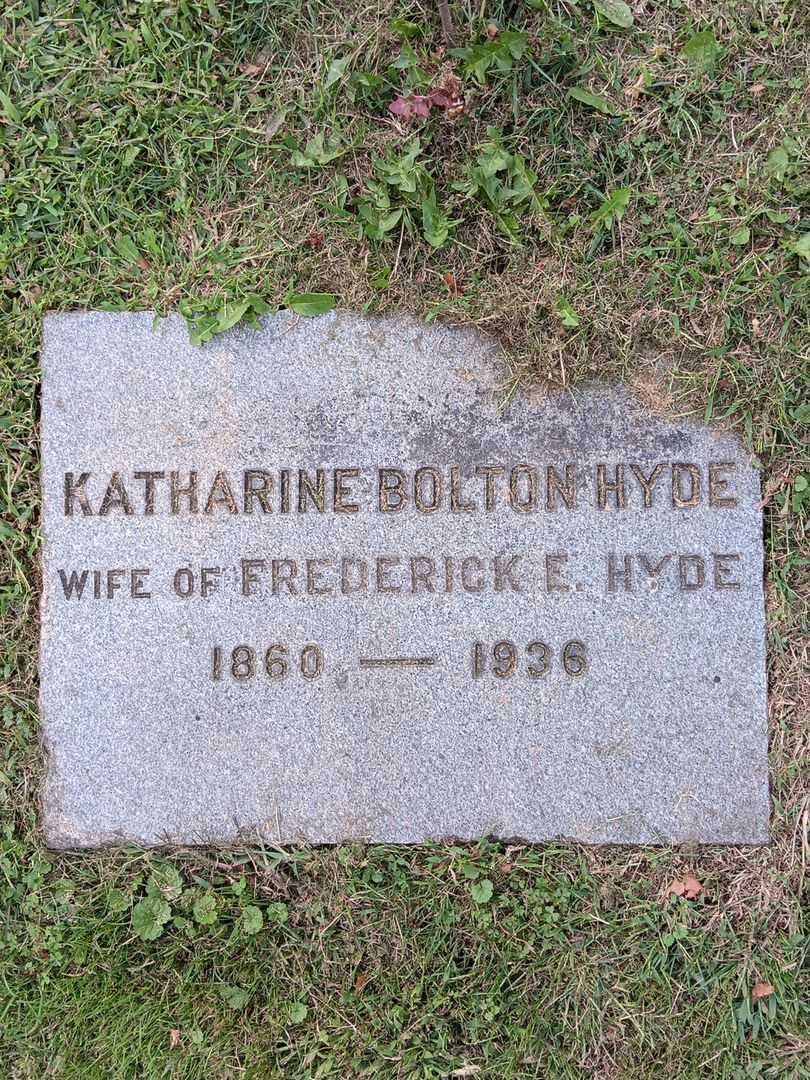 KATHARINE BOLTON HYDE
WIFE OF FREDERICK E. HYDE
1860 — 1936